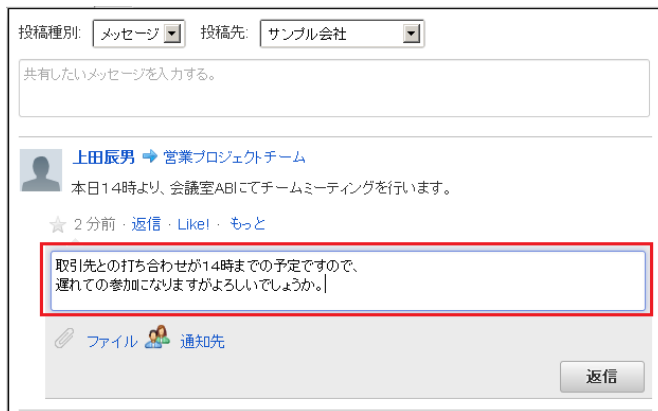 投稿種別: メッセージ 投稿先: サンプル会社
共有したいメッセージを入力する。
上田辰男 営業プロジェクトチーム
本日14時より、会議室ABIにてチームミーティングを行います。
2分前・返信・Like!・もっと
取引先との打ち合わせが14時までの予定ですので、
遅れての参加になりますがよろしいでしょうか。
ファイル 通知先
返信